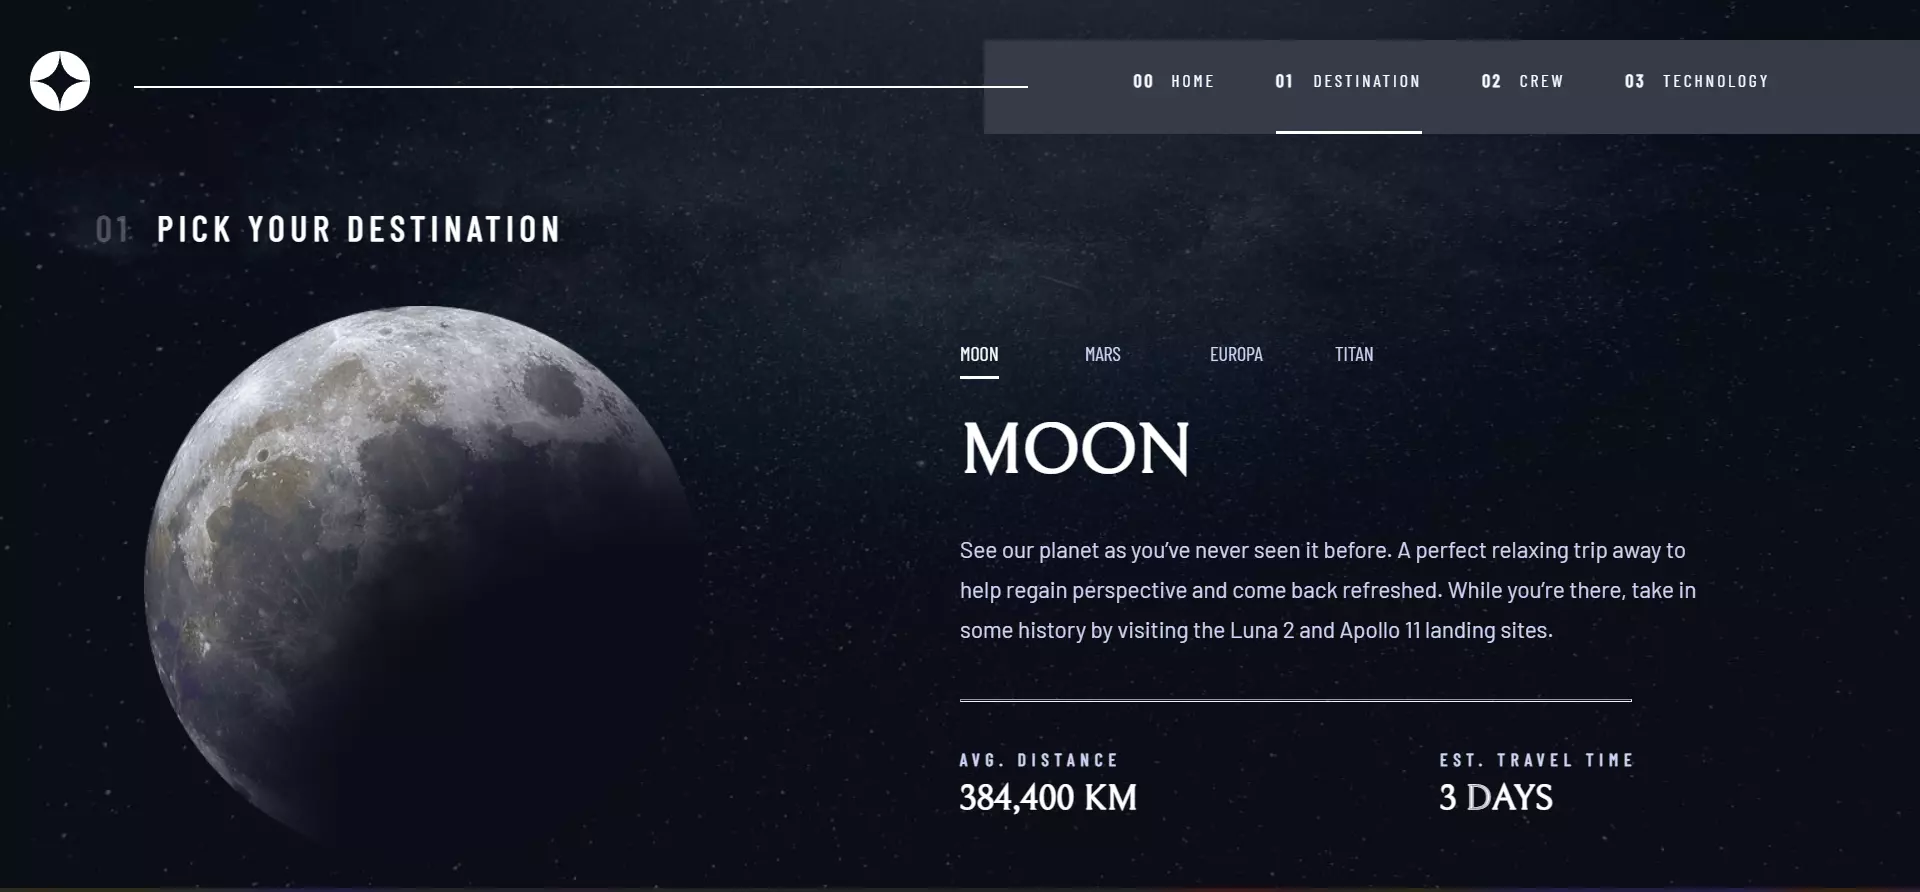 00 HOME 01 DESTINATION 02 CREW 03 TECHNOLOGY
01 PICK YOUR DESTINATION
MOON MARS EUROPA TITAN
MOON
See our planet as you’ve never seen it before. A perfect relaxing trip away to
help regain perspective and come back refreshed. While you’re there, take in
some history by visiting the Luna 2 and Apollo 11 landing sites.
AVG. DISTANCE
384,400 KM
EST. TRAVEL TIME
3 DAYS